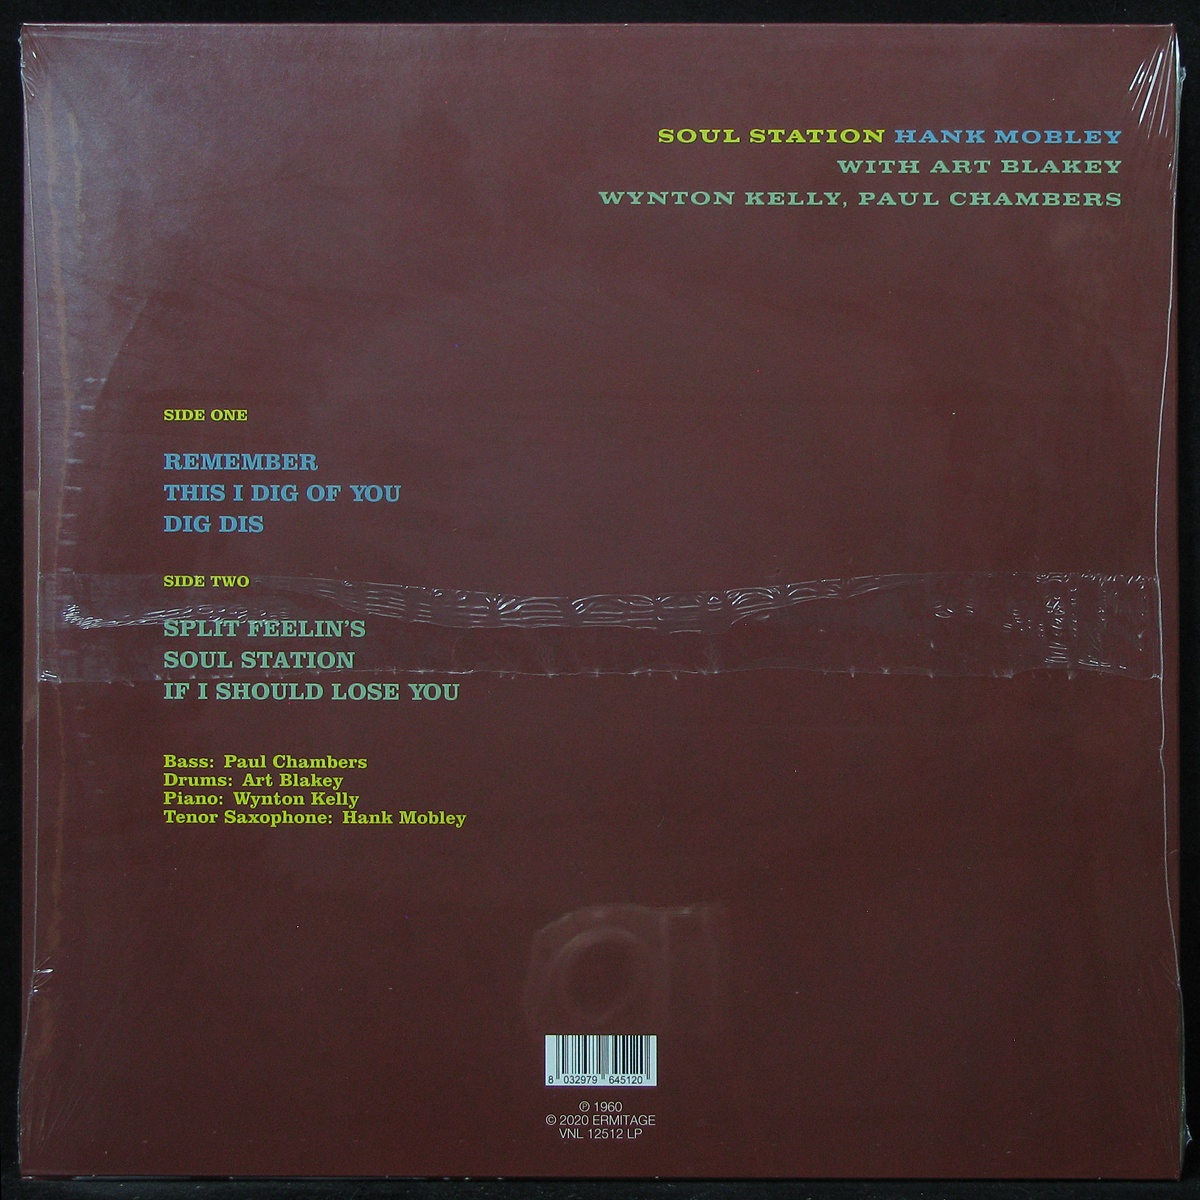 SOUL STATION HANK MOBLEY
WITH ART BLAKEY
WYNTON KELLY, PAUL CHAMBERS
SIDE ONE
REMEMBER
THIS I DIG OF YOU
DIG DIS
SIDE TWO
SPLIT FEELIN'S
SOUL STATION
IF I SHOULD LOSE YOU
Bass: Paul Chambers
Drums: Art Blakey
Piano: Wynton Kelly
Tenor Saxophone: Hank Mobley
8 032979 645120
℗ 1960
© 2020 ERMITAGE
VNL 12512 LP